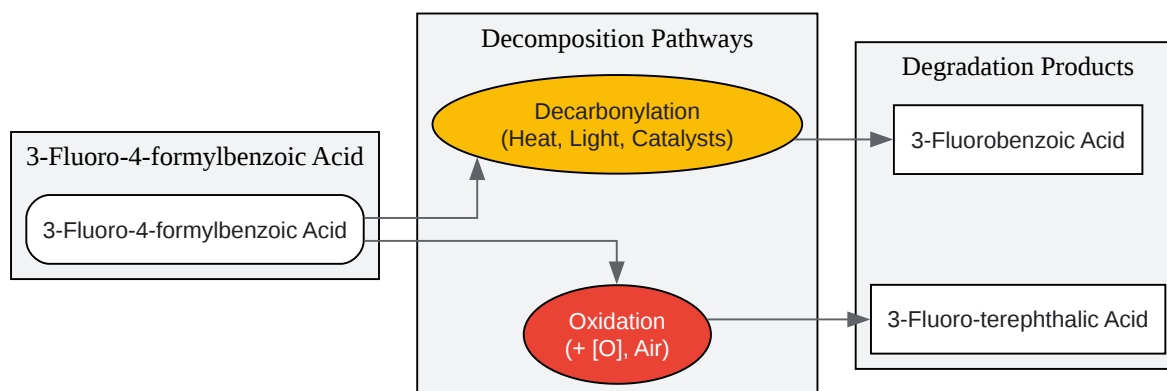 3-Fluoro-4-formylbenzoic Acid
3-Fluoro-4-formylbenzoic Acid
Decomposition Pathways
Decarbonylation
(Heat, Light, Catalysts)
Oxidation
(+ [O], Air)
Degradation Products
3-Fluorobenzoic Acid
3-Fluoro-terephthalic Acid